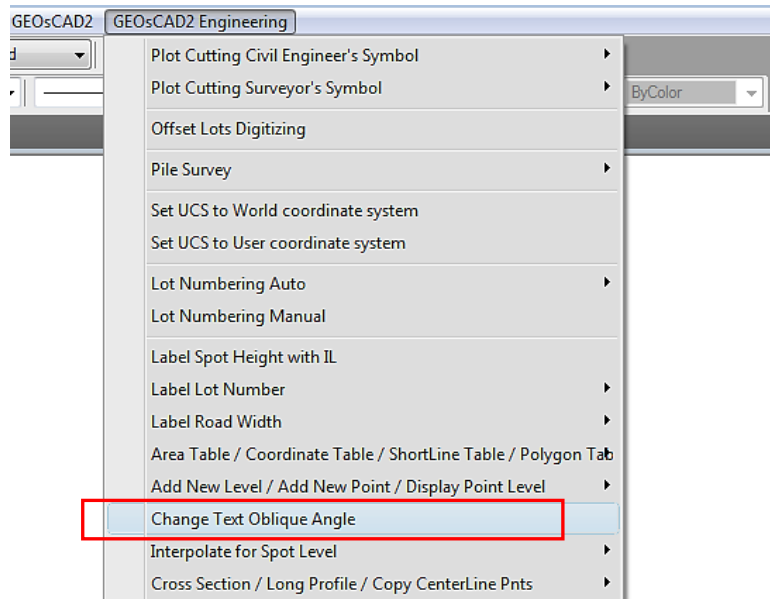 GEOsCAD2 GEOsCAD2 Engineering
d
Plot Cutting Civil Engineer's Symbol
Plot Cutting Surveyor's Symbol
ByColor
Offset Lots Digitizing
Pile Survey
Set UCS to World coordinate system
Set UCS to User coordinate system
Lot Numbering Auto
Lot Numbering Manual
Label Spot Height with IL
Label Lot Number
Label Road Width
Area Table / Coordinate Table / ShortLine Table / Polygon Tab
Add New Level / Add New Point / Display Point Level
Change Text Oblique Angle
Interpolate for Spot Level
Cross Section / Long Profile / Copy CenterLine Pnts